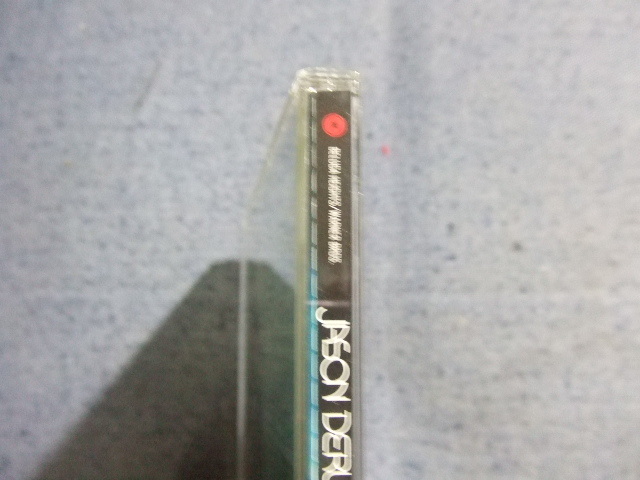 BELUGA HEIGHTS/WARNER BROS.
JASON DERU